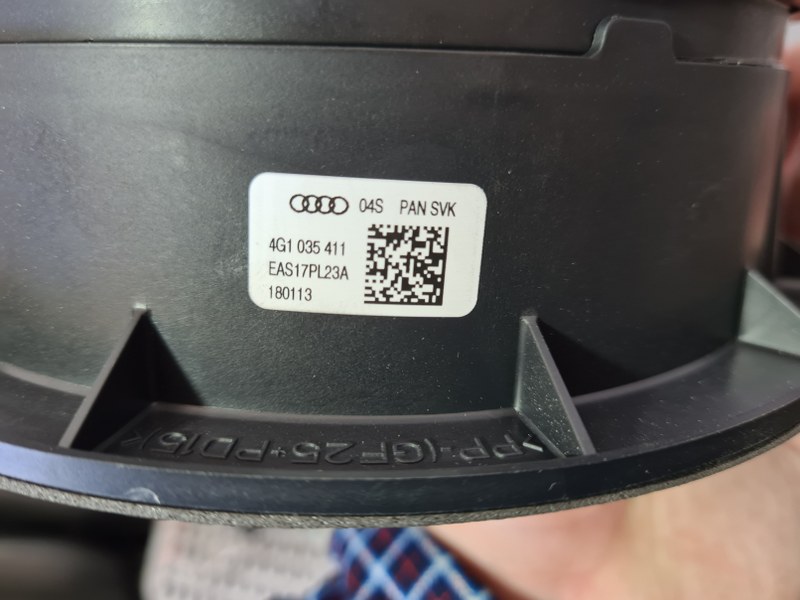 04S PAN SVK
4G1 035 411
EAS17PL23A
180113
>PP-(GF25+PD15)<